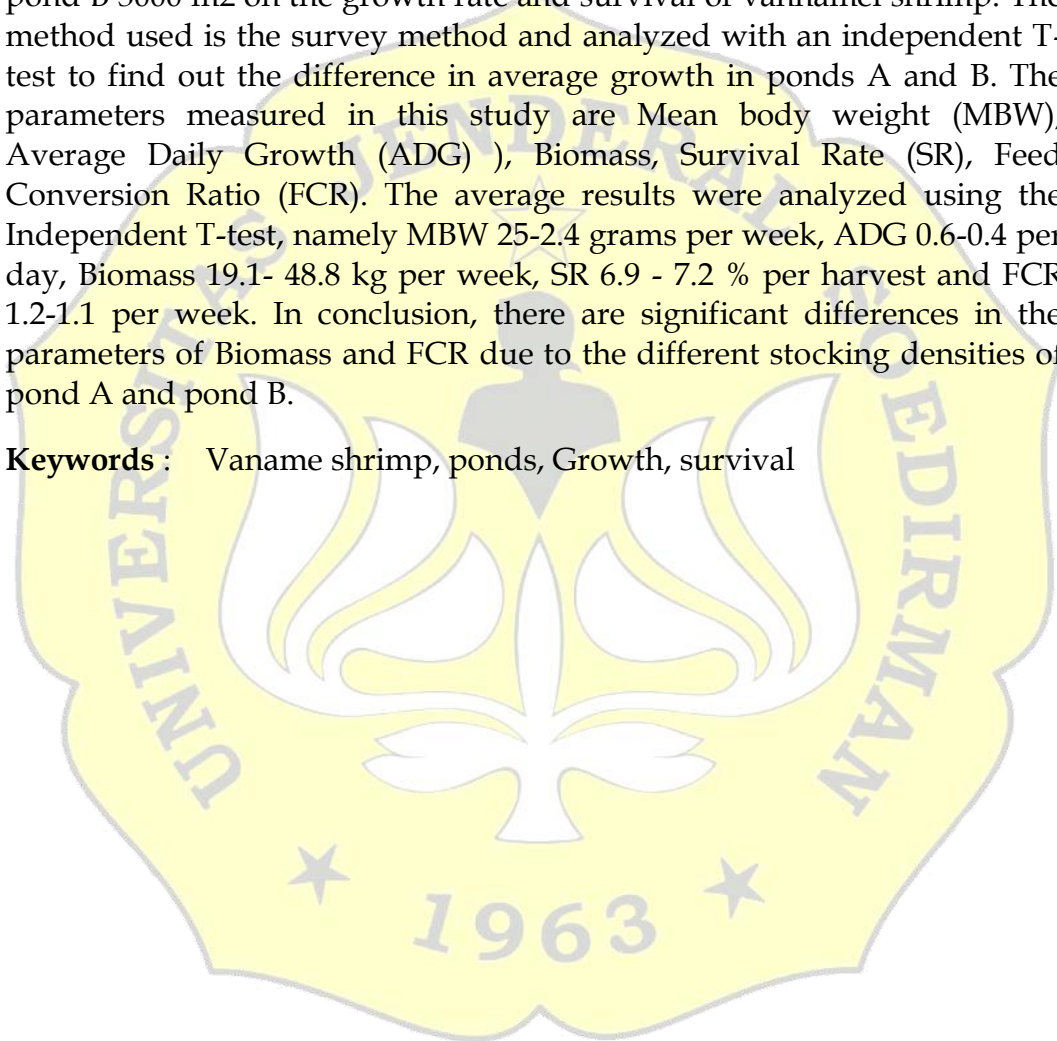 pond B 3000 m2 on the growth rate and survival of vannamei shrimp. The
method used is the survey method and analyzed with an independent T-
test to find out the difference in average growth in ponds A and B. The
parameters measured in this study are Mean body weight (MBW),
Average Daily Growth (ADG) ), Biomass, Survival Rate (SR), Feed
Conversion Ratio (FCR). The average results were analyzed using the
Independent T-test, namely MBW 25-2.4 grams per week, ADG 0.6-0.4 per
day, Biomass 19.1- 48.8 kg per week, SR 6.9 - 7.2 % per harvest and FCR
1.2-1.1 per week. In conclusion, there are significant differences in the
parameters of Biomass and FCR due to the different stocking densities of
pond A and pond B.
Keywords : Vaname shrimp, ponds, Growth, survival
UNIVERSITAS JENDERAL SOEDIRMAN
1963